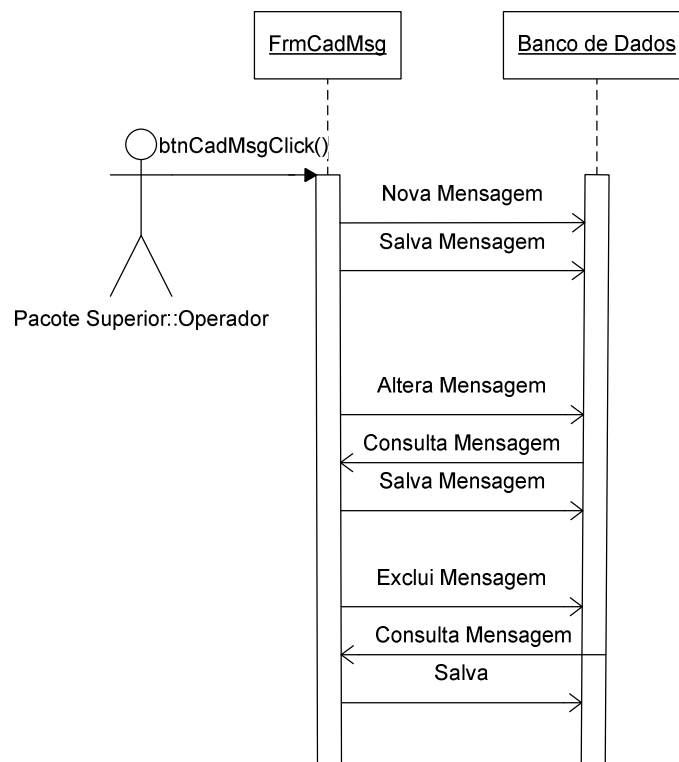 FrmCadMsg
Banco de Dados
btnCadMsgClick()
Nova Mensagem
Salva Mensagem
Pacote Superior::Operador
Altera Mensagem
Consulta Mensagem
Salva Mensagem
Exclui Mensagem
Consulta Mensagem
Salva